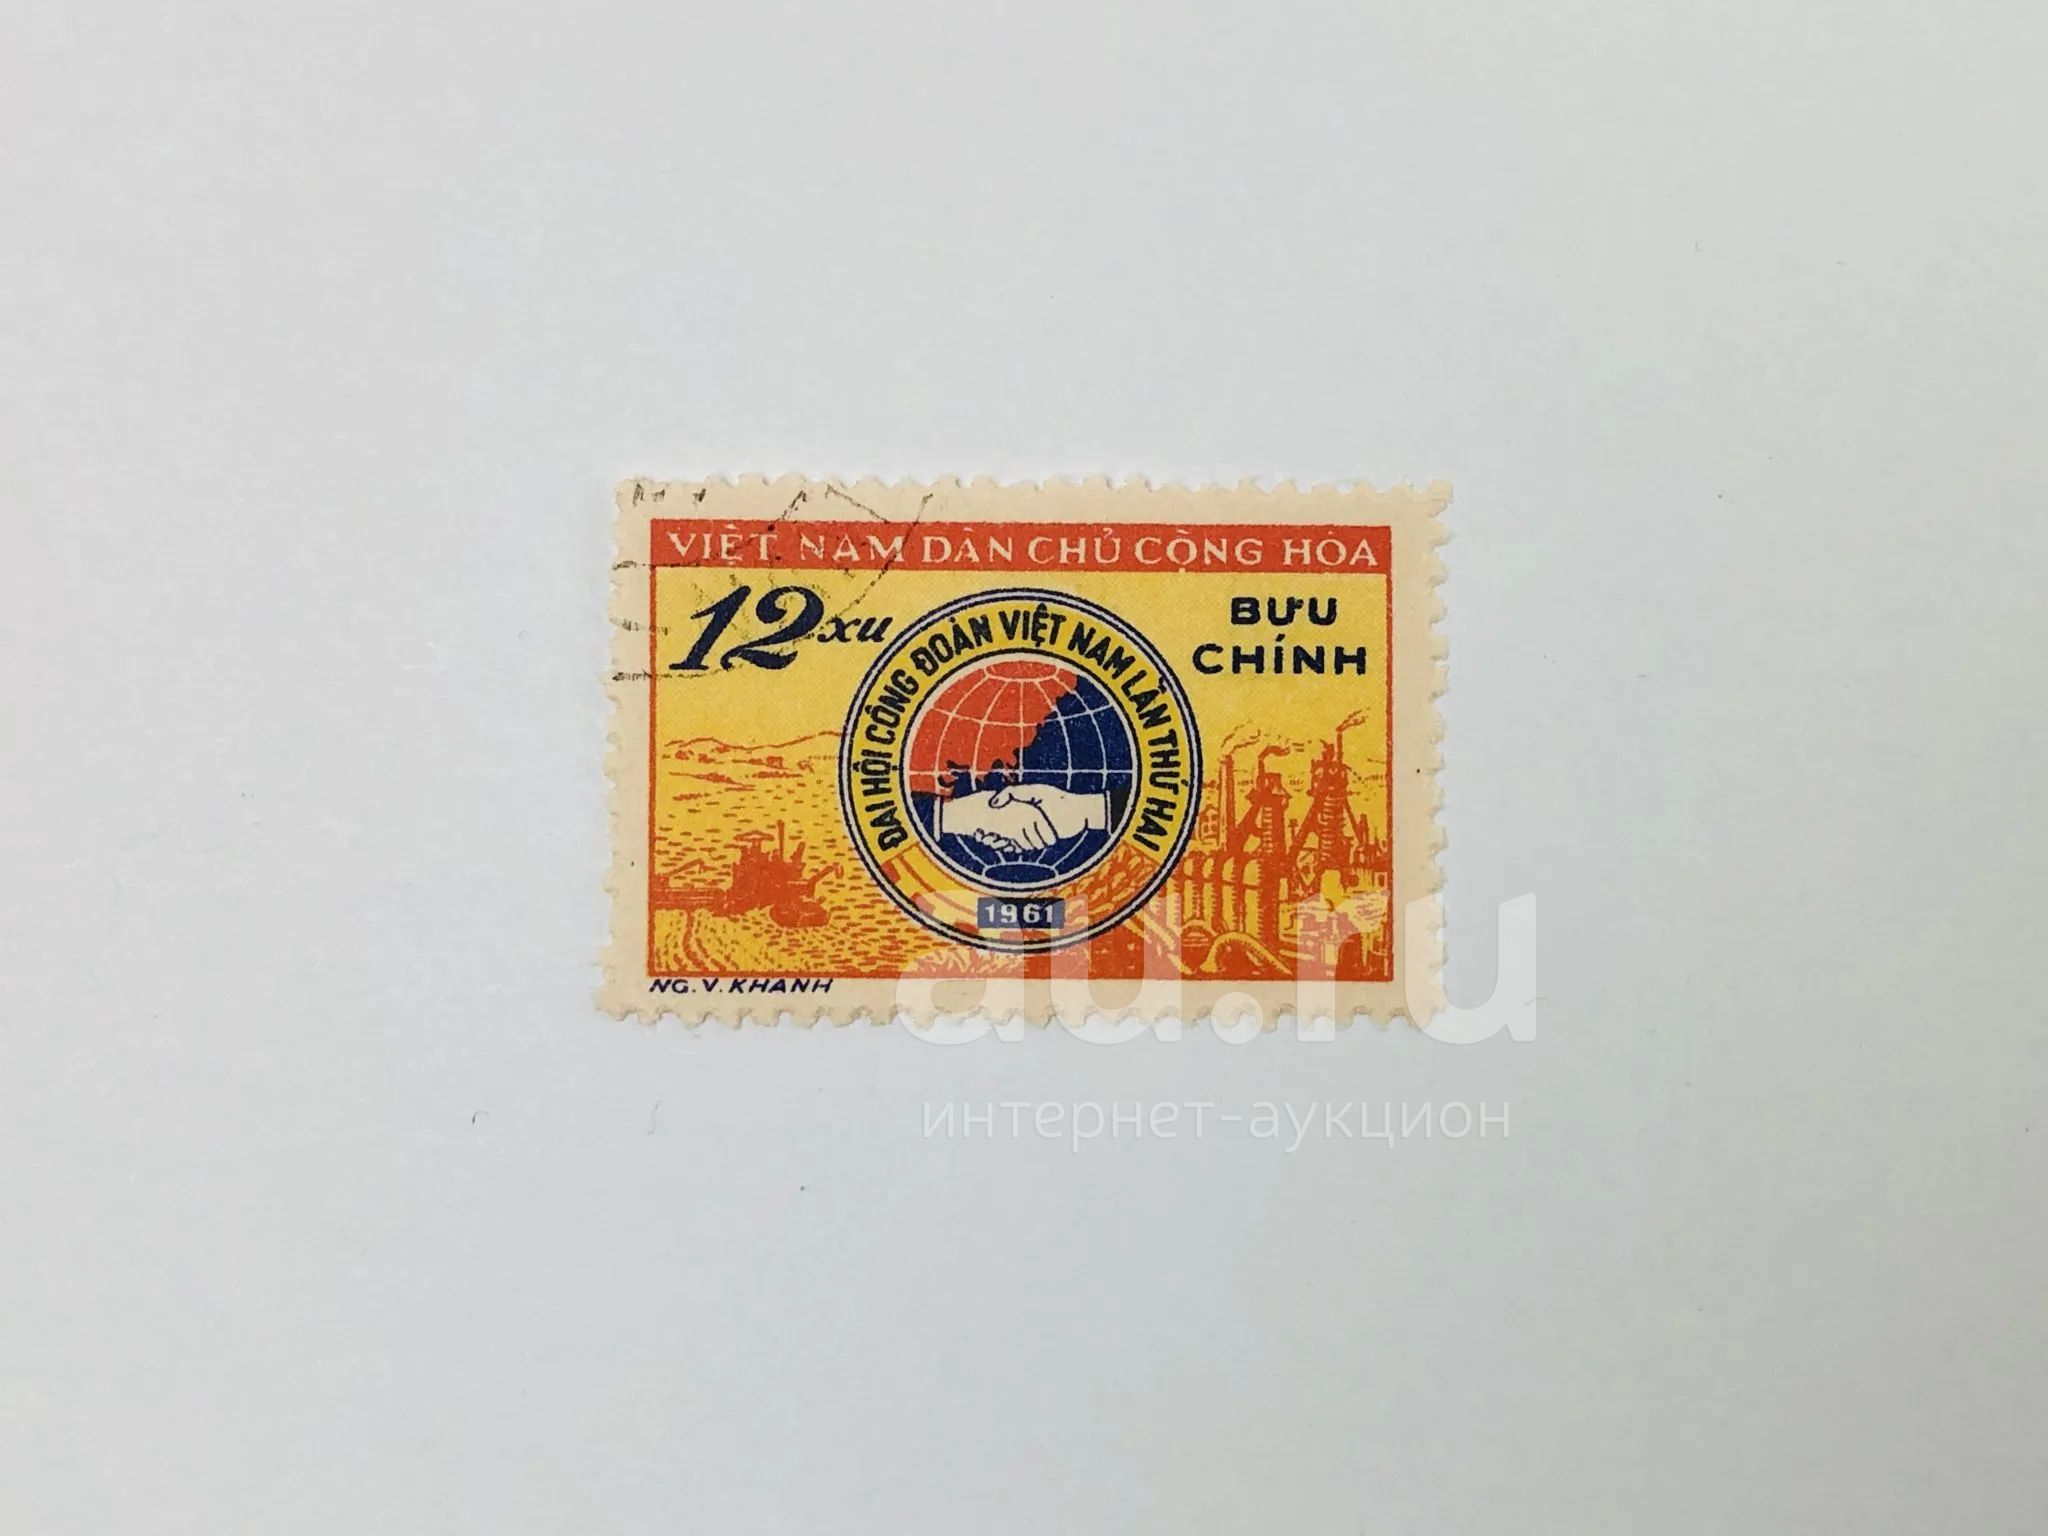 VIỆT NAM DÂN CHỦ CỘNG HÒA
12 xu
BƯU
CHÍNH
ĐẠI HỘI CÔNG ĐOÀN VIỆT NAM LẦN THỨ HAI
1961
NG.V.KHANH
au.ru
интернет-аукцион